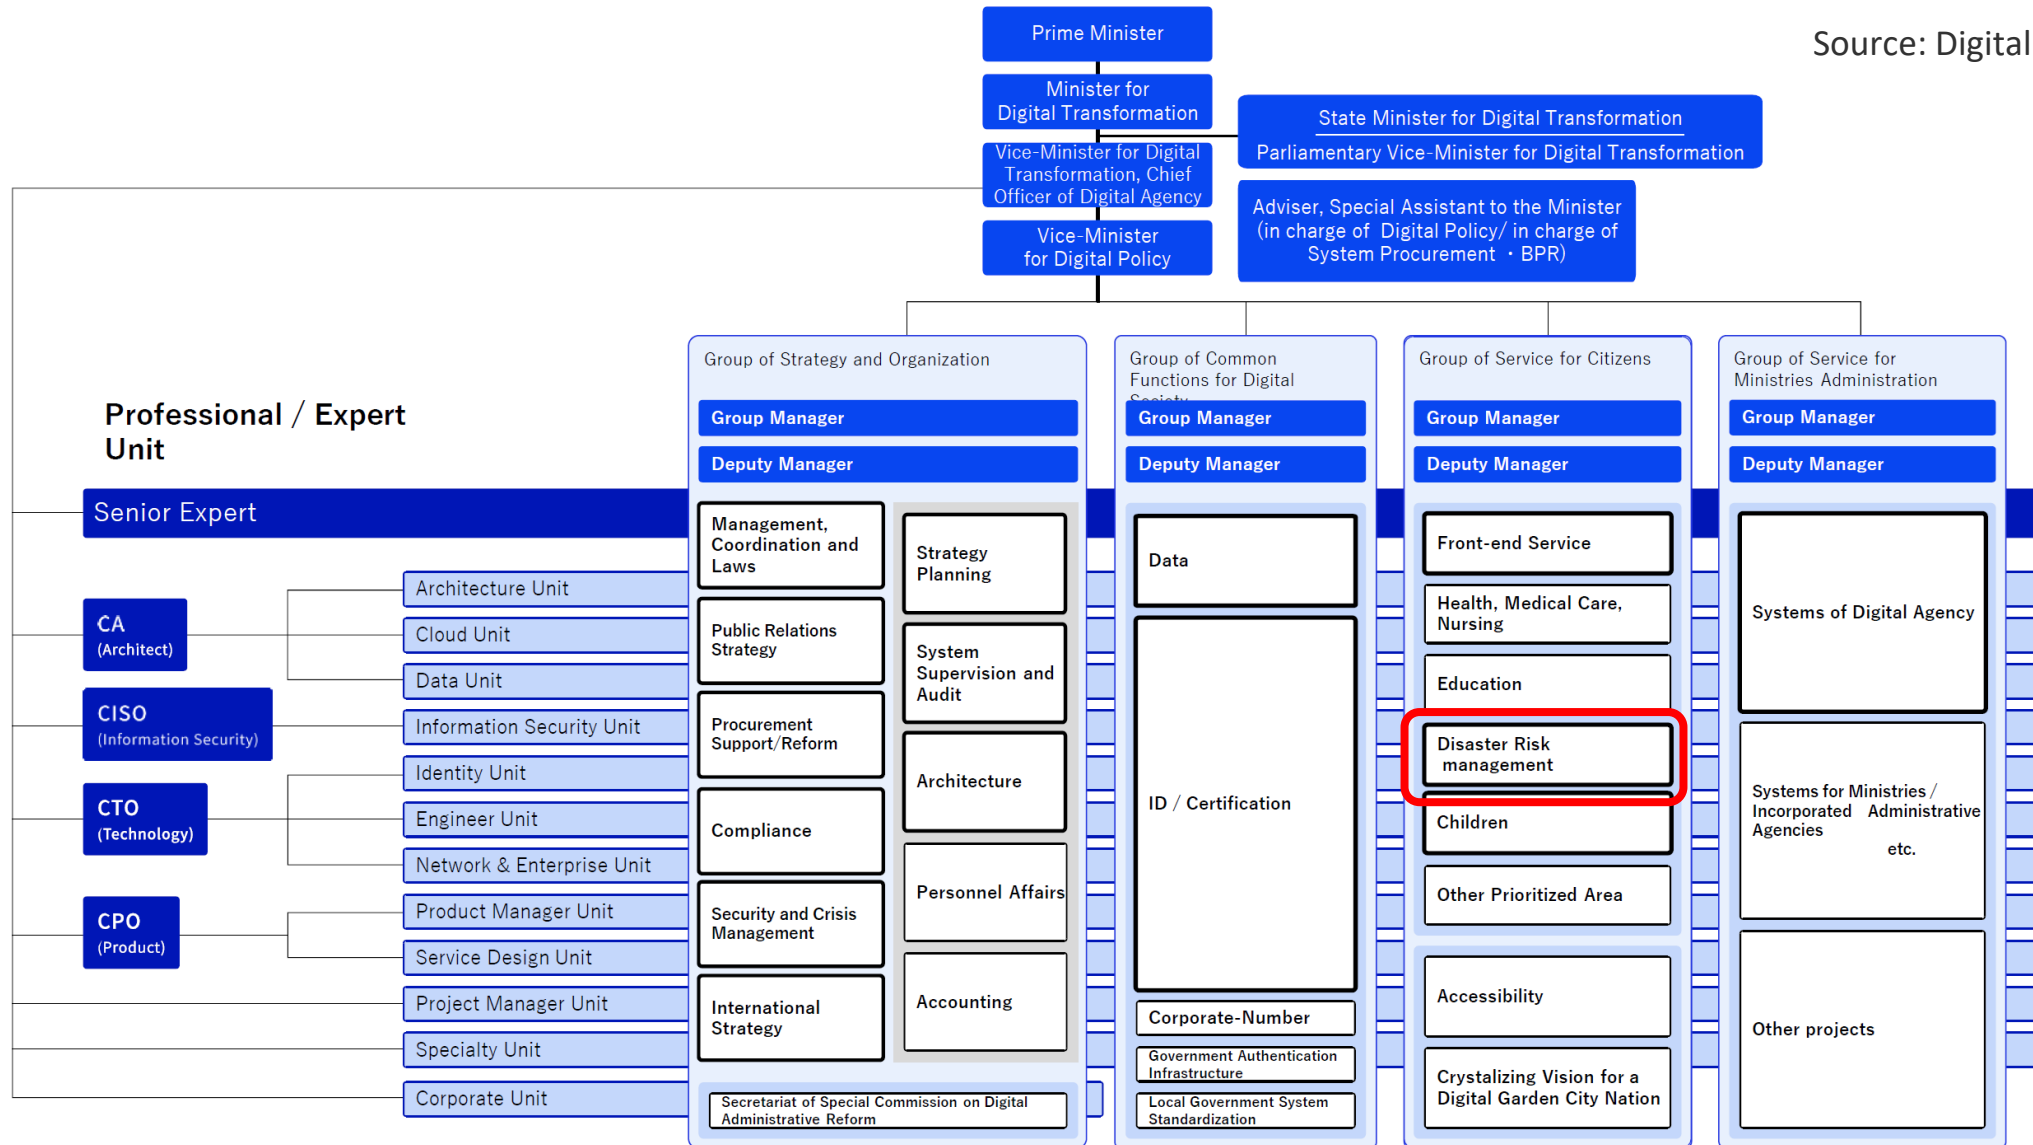 Prime Minister
Source: Digital
Minister for
Digital Transformation
State Minister for Digital Transformation
Parliamentary Vice-Minister for Digital Transformation
Vice-Minister for Digital
Transformation, Chief
Officer of Digital Agency
Adviser, Special Assistant to the Minister
(in charge of Digital Policy/ in charge of
System Procurement ・BPR)
Vice-Minister
for Digital Policy
Professional / Expert
Unit
Senior Expert
CA
(Architect)
CISO
(Information Security)
CTO
(Technology)
CPO
(Product)
Architecture Unit
Cloud Unit
Data Unit
Information Security Unit
Identity Unit
Engineer Unit
Network & Enterprise Unit
Product Manager Unit
Service Design Unit
Project Manager Unit
Specialty Unit
Corporate Unit
Group of Strategy and Organization
Group Manager
Deputy Manager
Management,
Coordination and
Laws
Public Relations
Strategy
Procurement
Support/Reform
Compliance
Security and Crisis
Management
International
Strategy
Strategy
Planning
System
Supervision and
Audit
Architecture
Personnel Affairs
Accounting
Secretariat of Special Commission on Digital
Administrative Reform
Group of Common
Functions for Digital
Society
Group Manager
Deputy Manager
Data
ID / Certification
Corporate-Number
Government Authentication
Infrastructure
Local Government System
Standardization
Group of Service for Citizens
Group Manager
Deputy Manager
Front-end Service
Health, Medical Care,
Nursing
Education
Disaster Risk
management
Children
Other Prioritized Area
Accessibility
Crystalizing Vision for a
Digital Garden City Nation
Group of Service for
Ministries Administration
Group Manager
Deputy Manager
Systems of Digital Agency
Systems for Ministries /
Incorporated Administrative
Agencies
etc.
Other projects